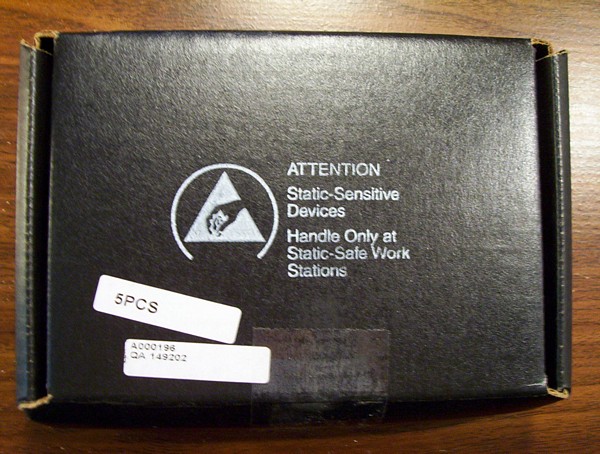 ATTENTION
Static-Sensitive
Devices
Handle Only at
Static-Safe Work
Stations
5PCS
A000196
QA 149202